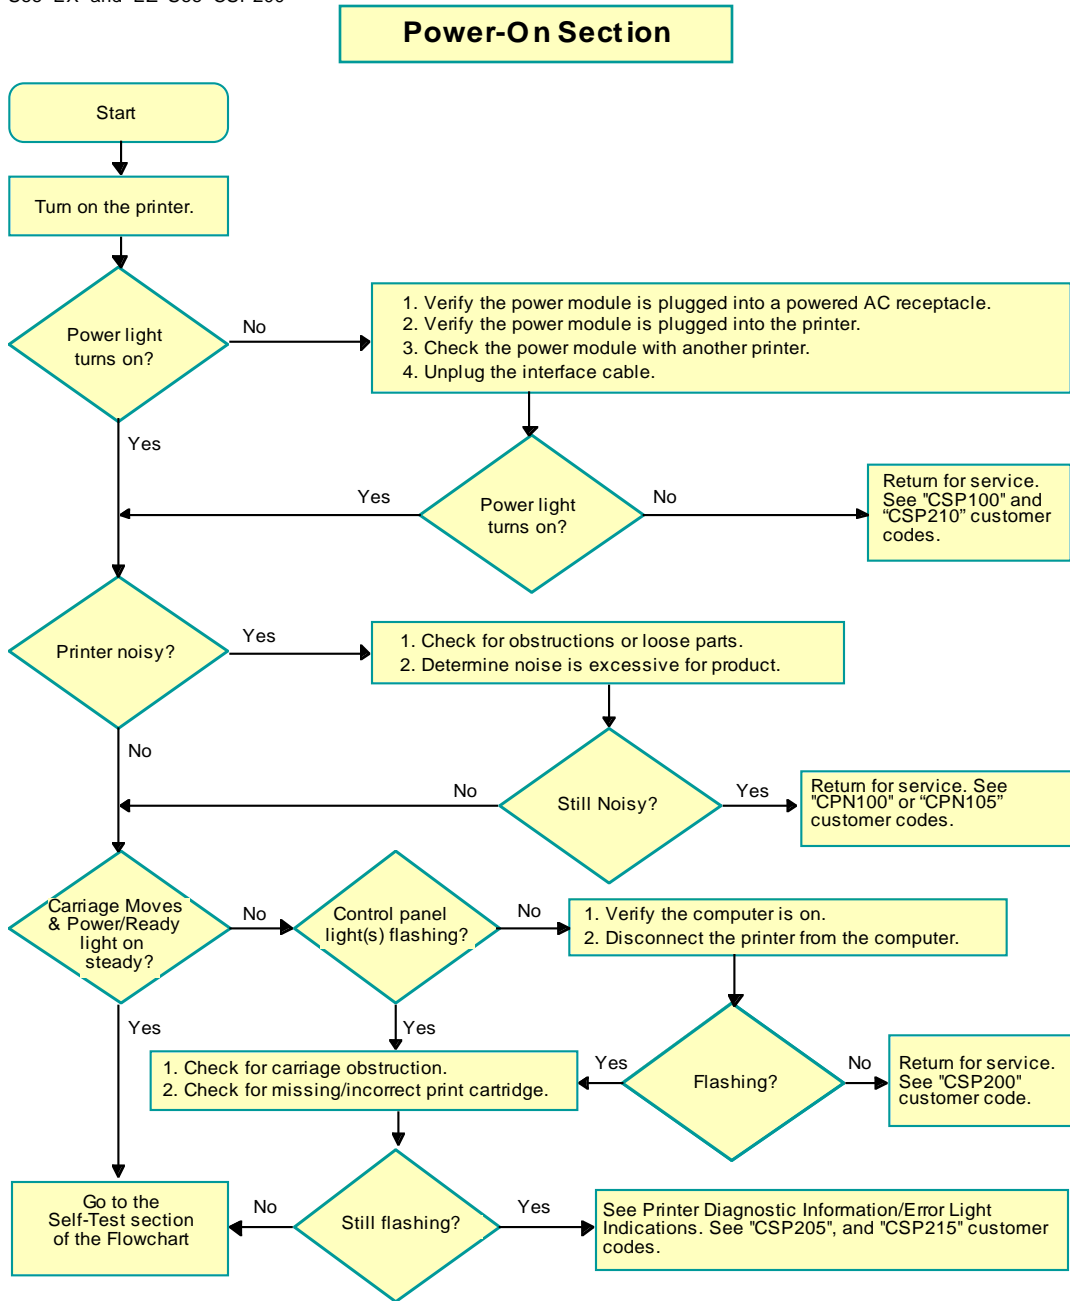 Power-On Section
Start
Turn on the printer.
Power light
turns on?
No
1. Verify the power module is plugged into a powered AC receptacle.
2. Verify the power module is plugged into the printer.
3. Check the power module with another printer.
4. Unplug the interface cable.
Yes
Yes
Power light
turns on?
No
Return for service.
See "CSP100" and
“CSP210” customer
codes.
Printer noisy?
Yes
1. Check for obstructions or loose parts.
2. Determine noise is excessive for product.
No
No
Still Noisy?
Yes
Return for service. See
"CPN100" or “CPN105”
customer codes.
Carriage Moves
& Power/Ready
light on
steady?
No
Control panel
light(s) flashing?
No
1. Verify the computer is on.
2. Disconnect the printer from the computer.
Yes
Yes
1. Check for carriage obstruction.
2. Check for missing/incorrect print cartridge.
Yes
Flashing?
No
Return for service.
See "CSP200"
customer code.
Go to the
Self-Test section
of the Flowchart
No
Still flashing?
Yes
See Printer Diagnostic Information/Error Light
Indications. See "CSP205", and "CSP215" customer
codes.